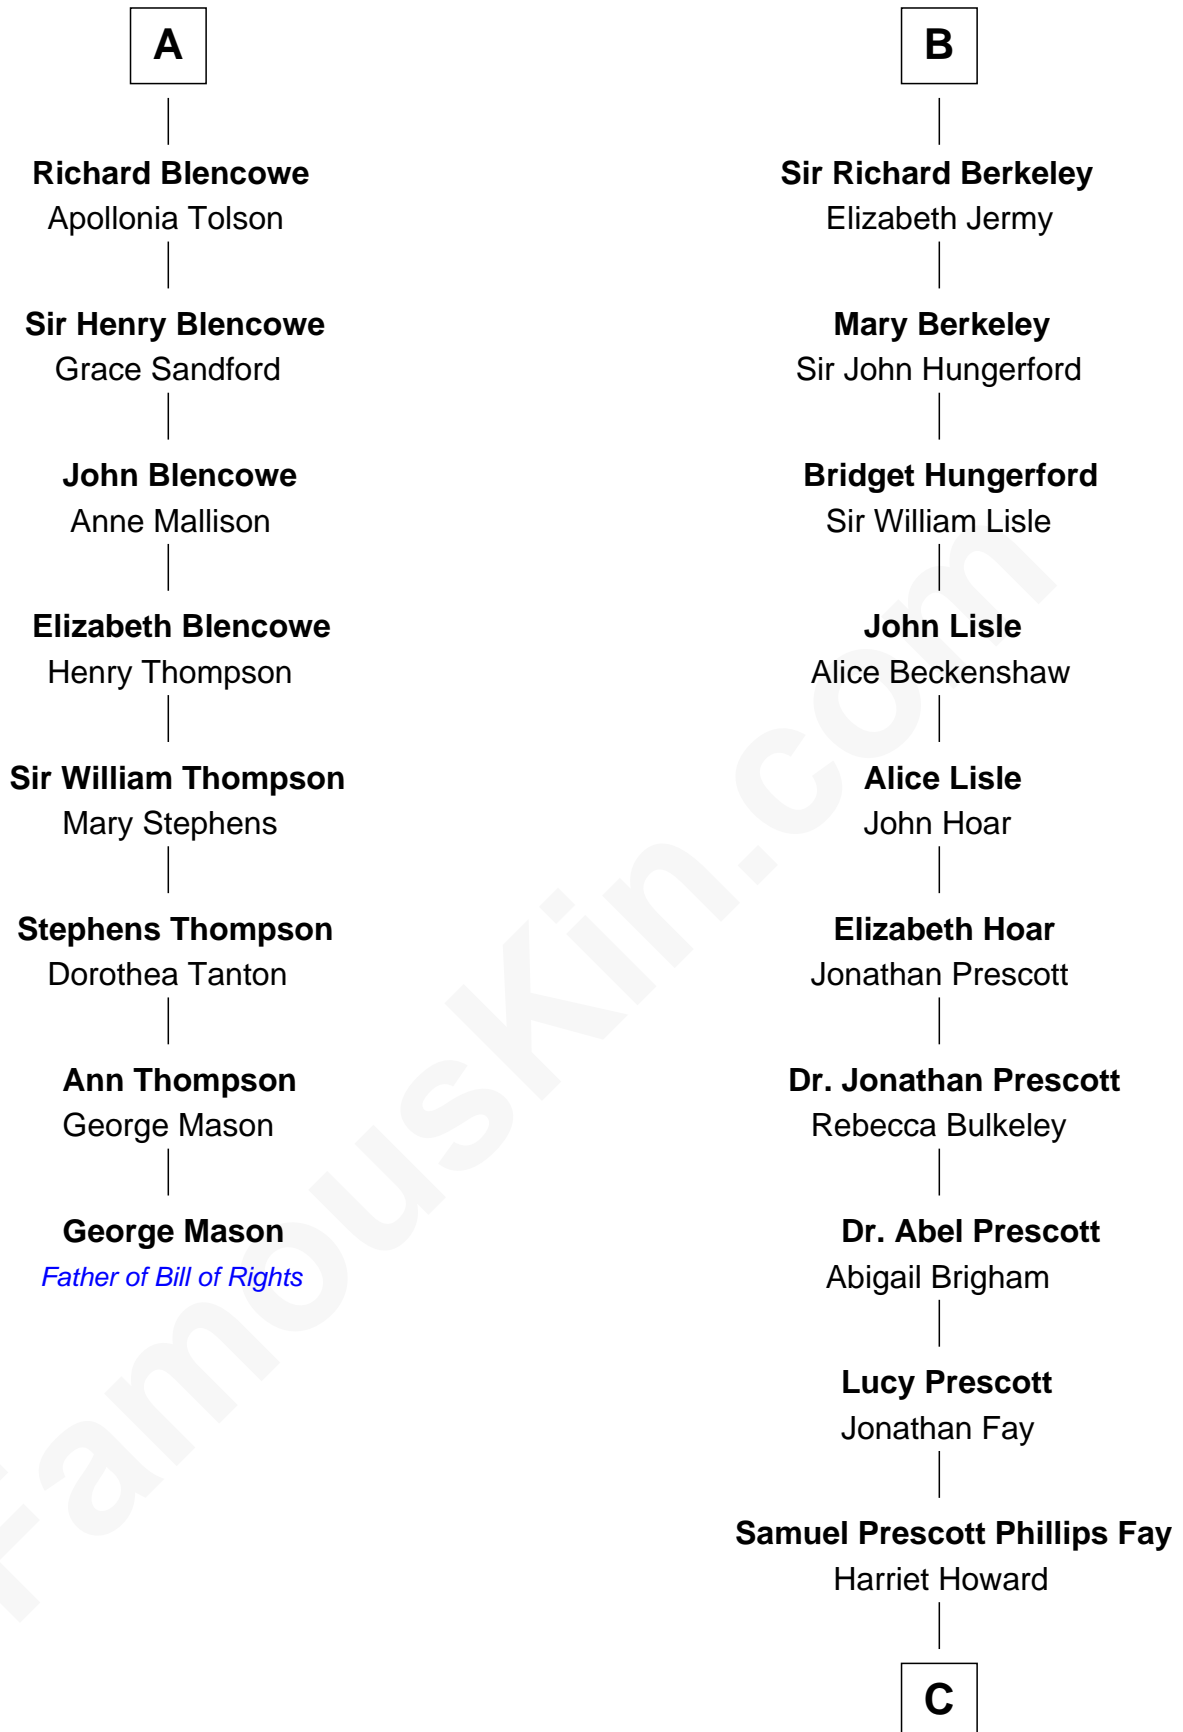 A
Richard Blencowe
Apollonia Tolson
Sir Henry Blencowe
Grace Sandford
John Blencowe
Anne Mallison
Elizabeth Blencowe
Henry Thompson
Sir William Thompson
Mary Stephens
Stephens Thompson
Dorothea Tanton
Ann Thompson
George Mason
George Mason
Father of Bill of Rights
B
Sir Richard Berkeley
Elizabeth Jermy
Mary Berkeley
Sir John Hungerford
Bridget Hungerford
Sir William Lisle
John Lisle
Alice Beckenshaw
Alice Lisle
John Hoar
Elizabeth Hoar
Jonathan Prescott
Dr. Jonathan Prescott
Rebecca Bulkeley
Dr. Abel Prescott
Abigail Brigham
Lucy Prescott
Jonathan Fay
Samuel Prescott Phillips Fay
Harriet Howard
C
FamousKin.com